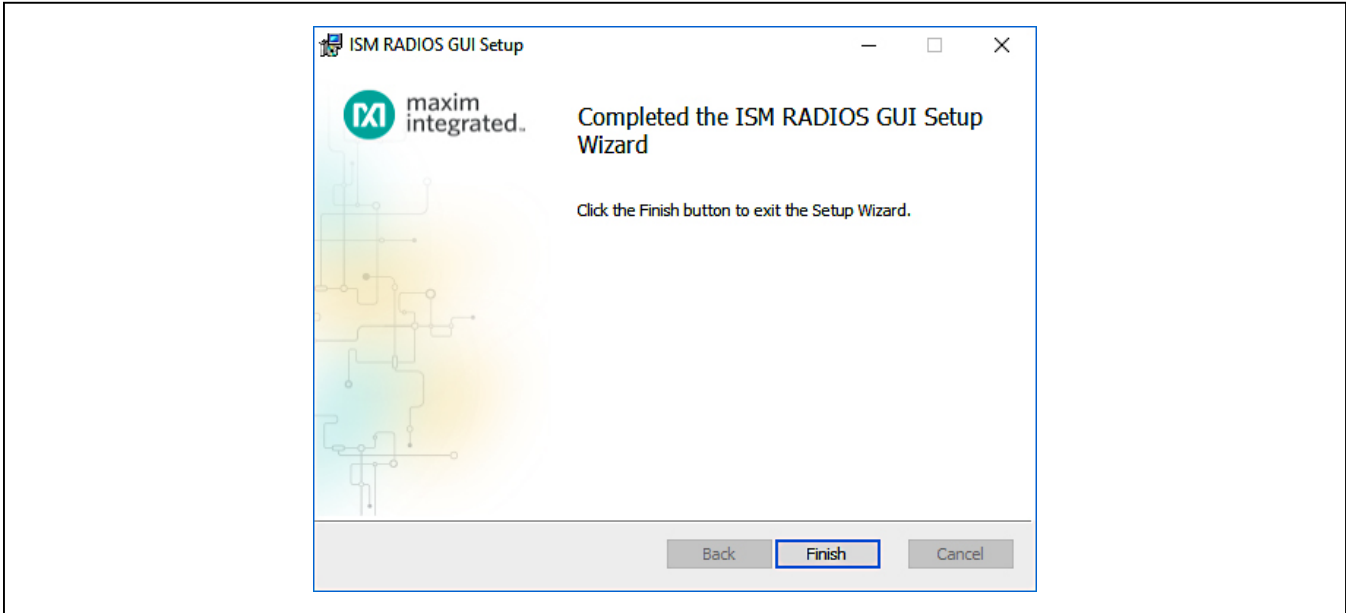 ISM RADIOS GUI Setup
maxim
integrated™
Completed the ISM RADIOS GUI Setup
Wizard
Click the Finish button to exit the Setup Wizard.
Back Finish Cancel